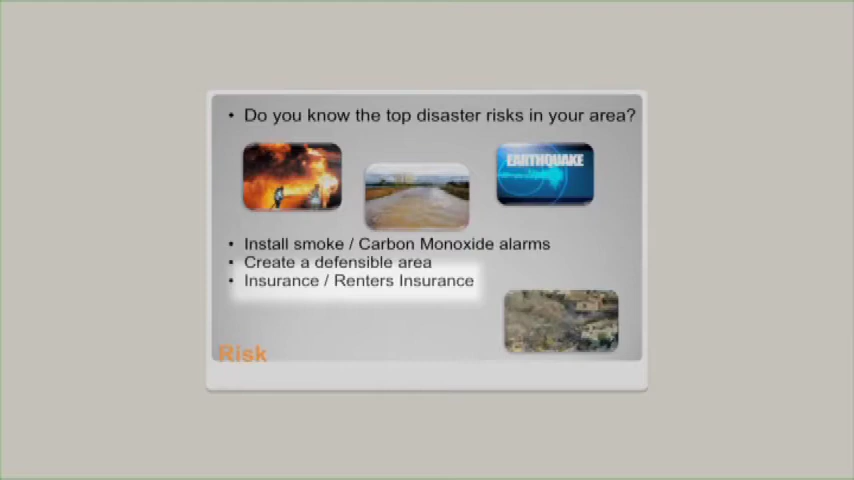 • Do you know the top disaster risks in your area?
EARTHQUAKE
• Install smoke / Carbon Monoxide alarms
• Create a defensible area
• Insurance / Renters Insurance
Risk